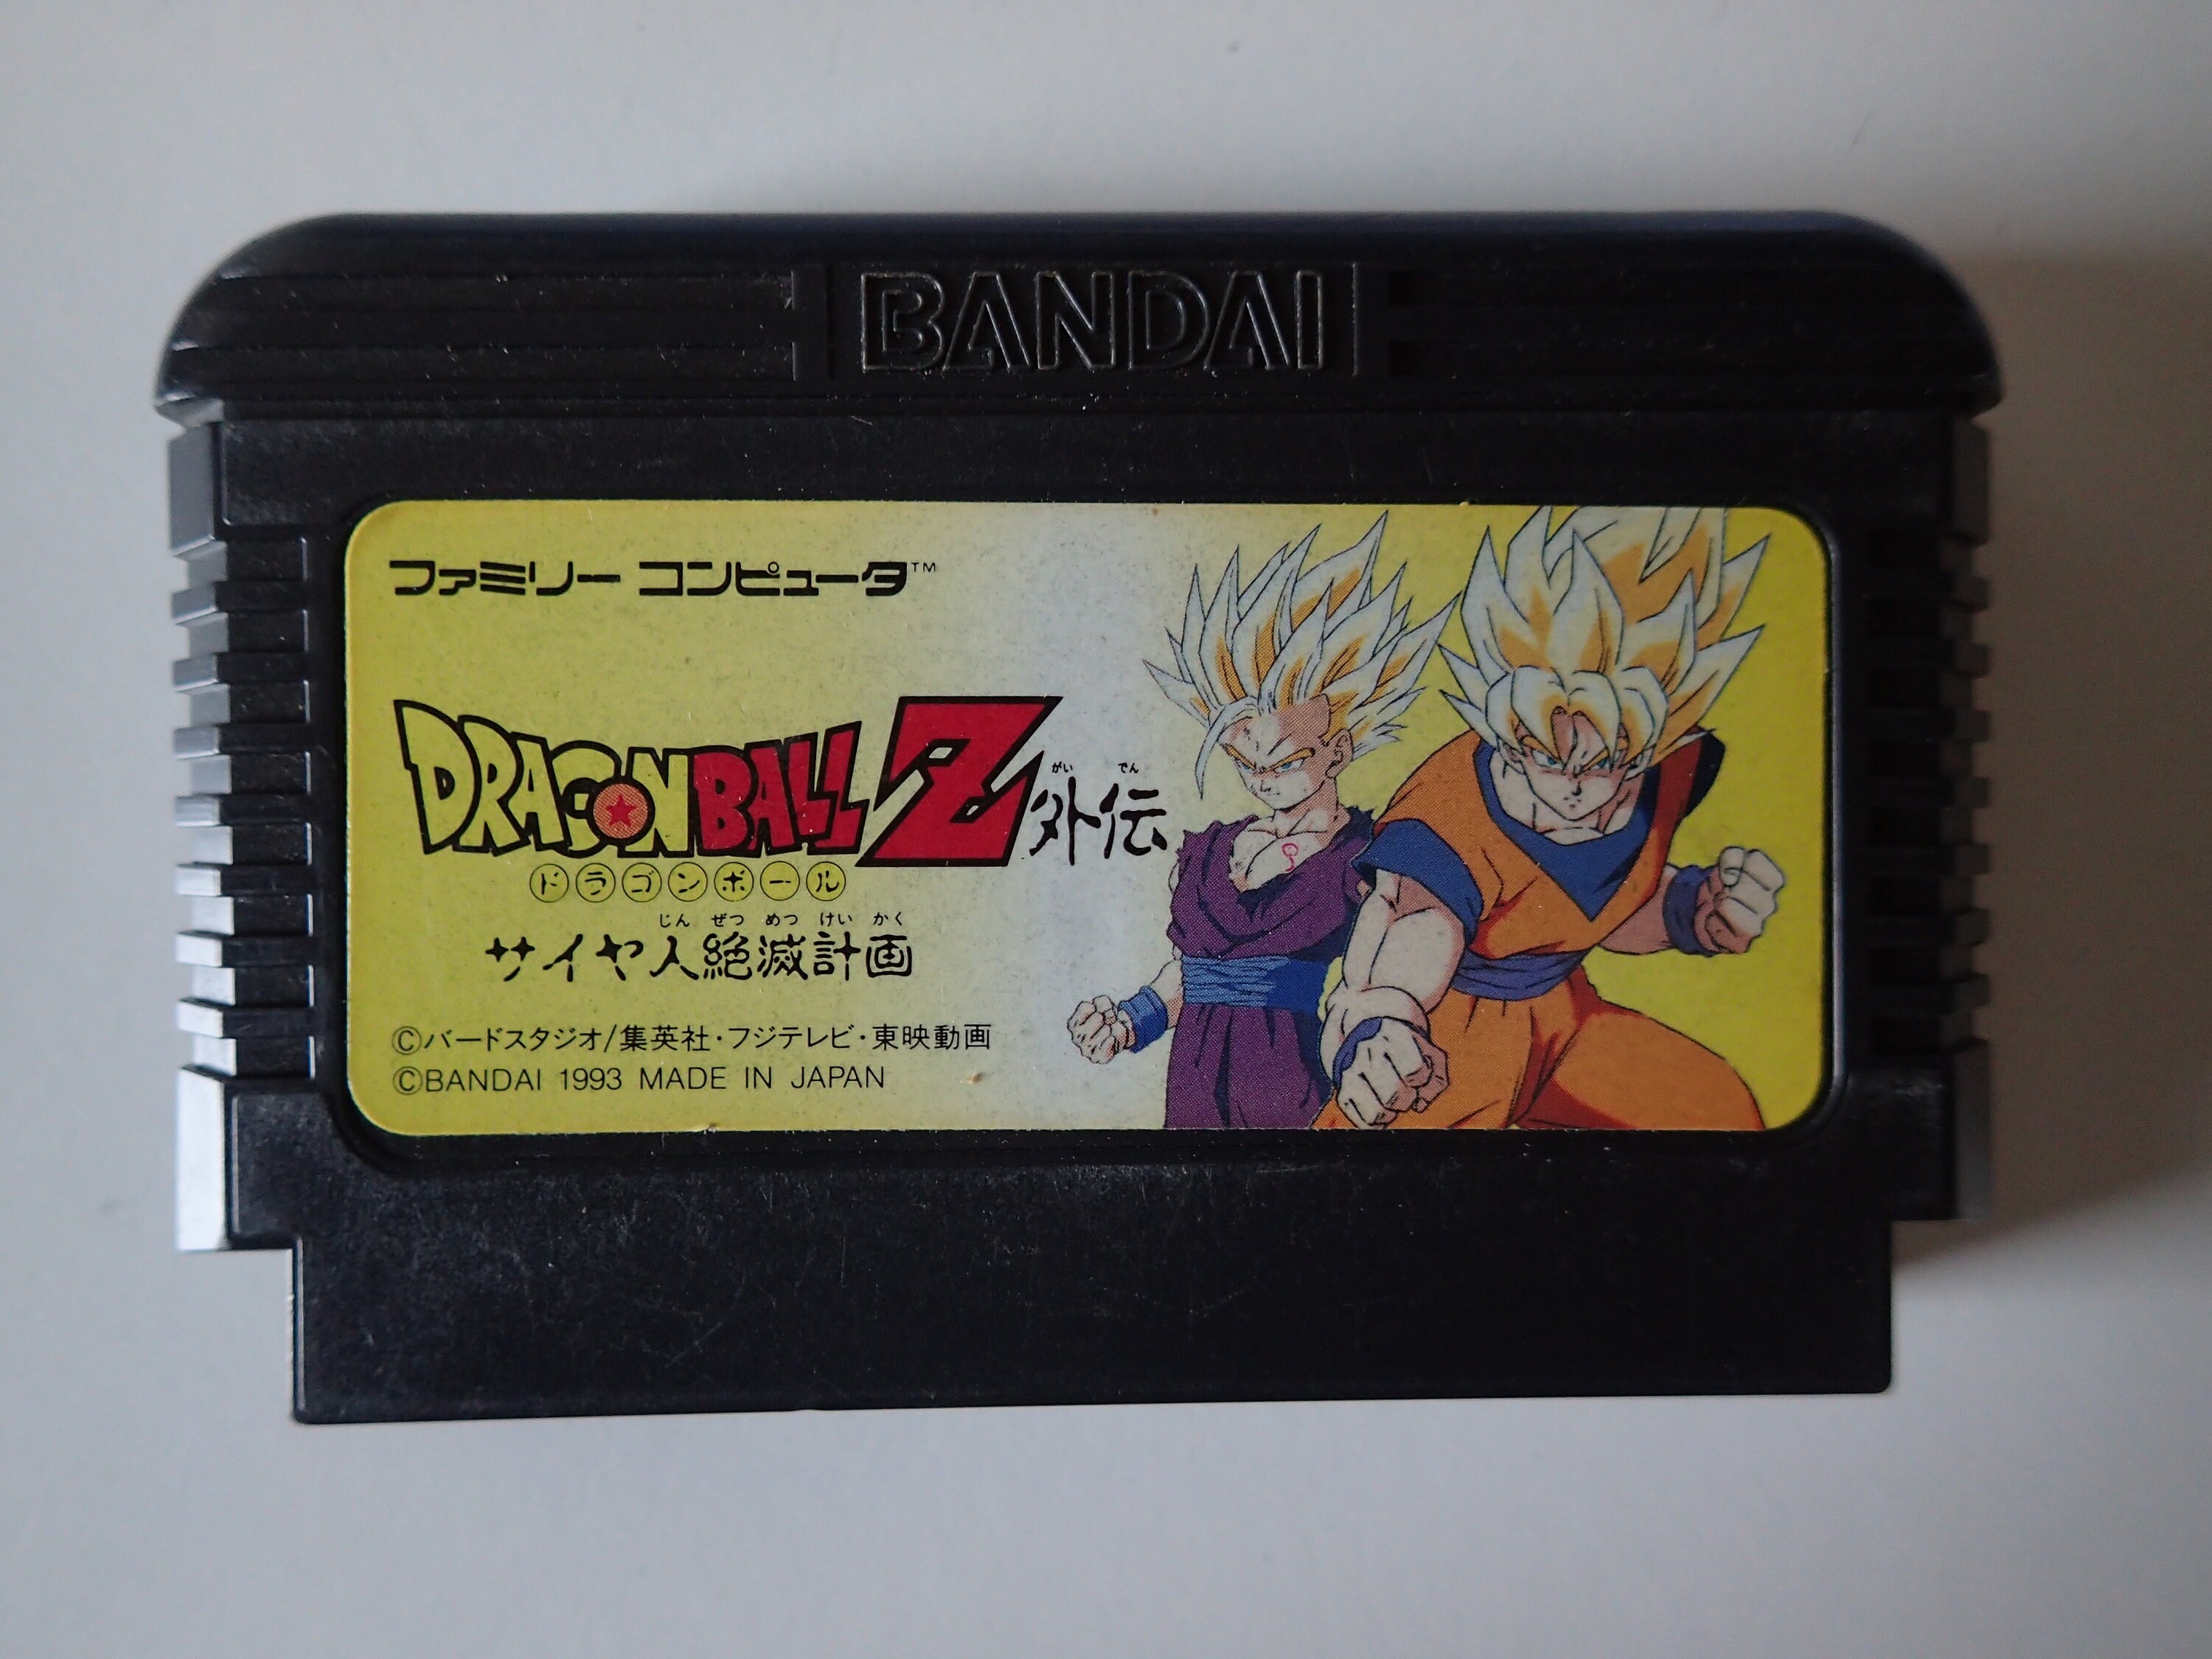 BANDAI
ファミリー コンピュータ™
DRAGON BALL Z 外伝
がい でん
ドラゴンボール
じん ぜつ めつ けい かく
サイヤ人絶滅計画
©バードスタジオ/集英社・フジテレビ・東映動画
©BANDAI 1993 MADE IN JAPAN